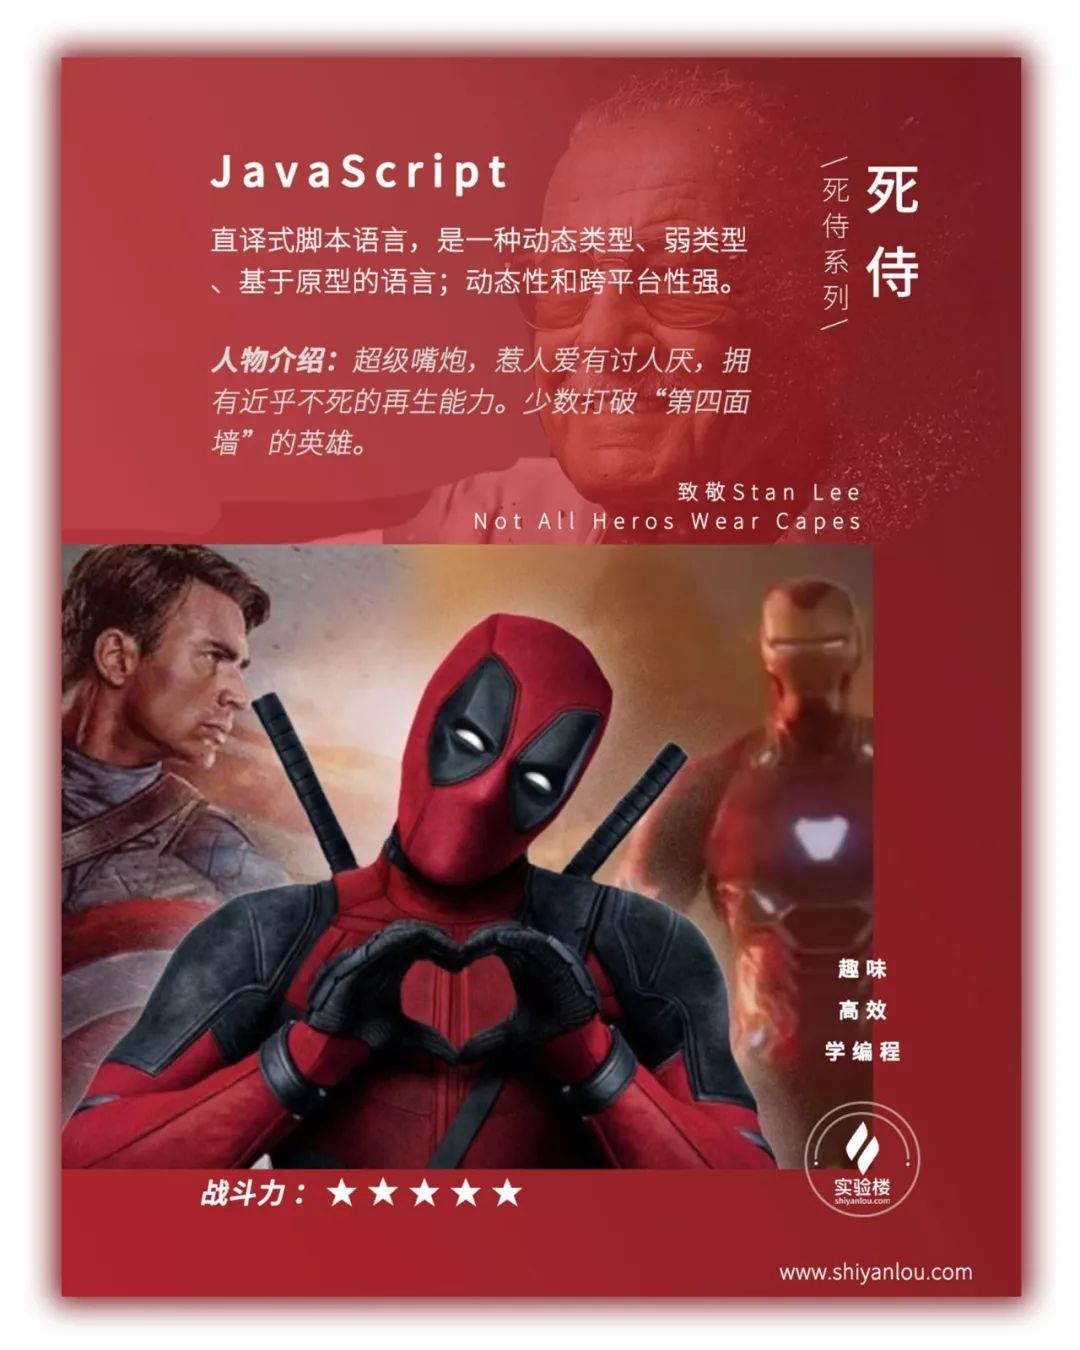 JavaScript
直译式脚本语言，是一种动态类型、弱类型
、基于原型的语言；动态性和跨平台性强。
人物介绍：超级嘴炮，惹人爱有讨人厌，拥
有近乎不死的再生能力。少数打破“第四面
墙”的英雄。
死侍
/死侍系列/
致敬Stan Lee
Not All Heros Wear Capes
趣味
高效
学编程
实验楼
shiyanlou.com
战斗力：★★★★★
www.shiyanlou.com